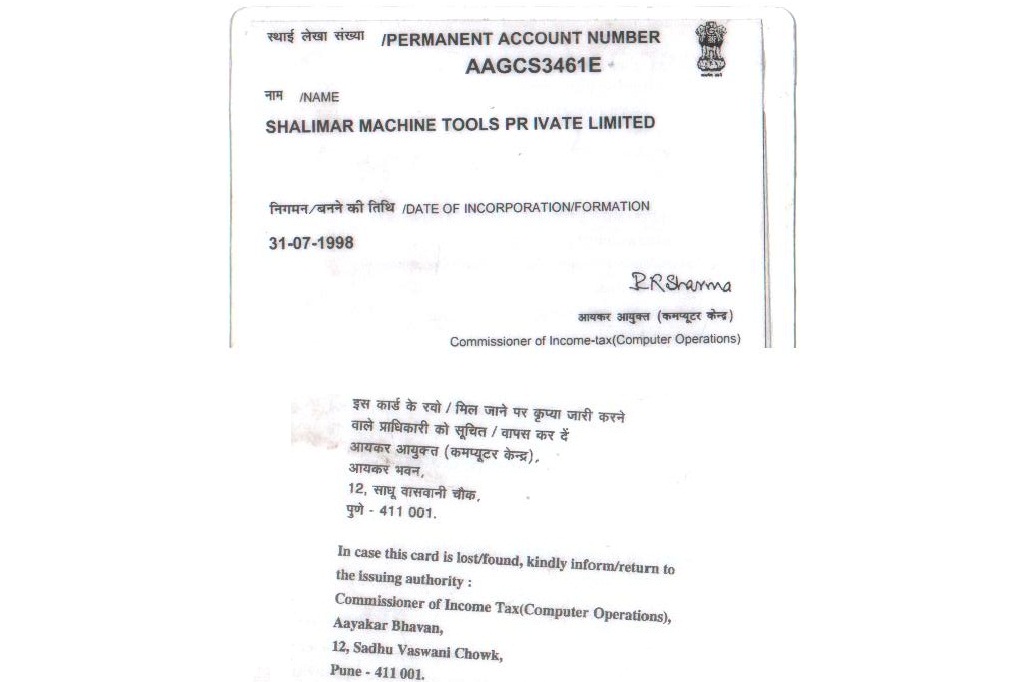 स्थाई लेखा संख्या /PERMANENT ACCOUNT NUMBER
AAGCS3461E
नाम /NAME
SHALIMAR MACHINE TOOLS PR IVATE LIMITED
निगमन/बनने की तिथि /DATE OF INCORPORATION/FORMATION
31-07-1998
RRSharma
आयकर आयुक्त (कमप्यूटर केन्द्र)
Commissioner of Income-tax(Computer Operations)
इस कार्ड के खो / मिल जाने पर कृप्या जारी करने
वाले प्राधिकारी को सूचित / वापस कर दें
आयकर आयुक्त (कमप्यूटर केन्द्र),
आयकर भवन,
12, साधू वासवानी चौक,
पुणे - 411 001.
In case this card is lost/found, kindly inform/return to
the issuing authority :
Commissioner of Income Tax(Computer Operations),
Aayakar Bhavan,
12, Sadhu Vaswani Chowk,
Pune - 411 001.